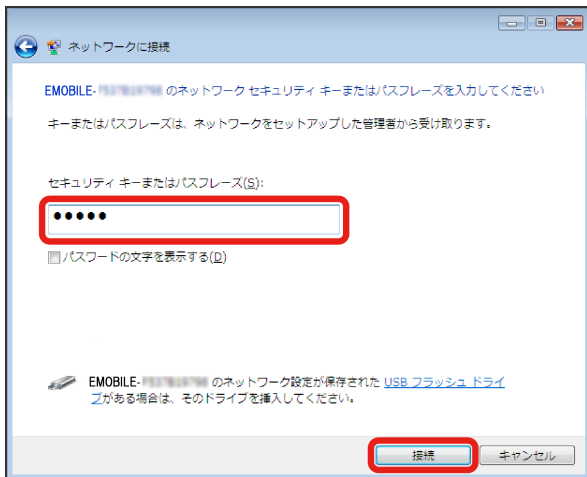 ネットワークに接続
EMOBILE- のネットワーク セキュリティ キーまたはパスフレーズを入力してください
キーまたはパスフレーズは、ネットワークをセットアップした管理者から受け取ります。
セキュリティ キーまたはパスフレーズ(S):
●●●●●
パスワードの文字を表示する(D)
EMOBILE- のネットワーク設定が保存された USB フラッシュ ドライ
ブがある場合は、そのドライブを挿入してください。
接続 キャンセル